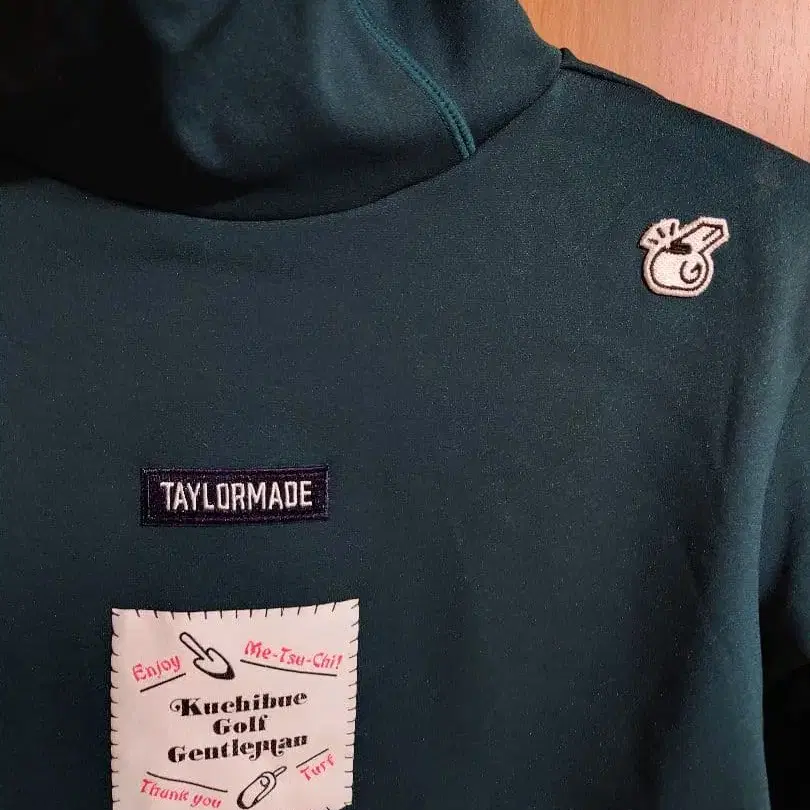 TAYLORMADE
Enjoy Me-Tsu-Chi!
Kuchibue
Golf
Gentleman
Thank you Turf